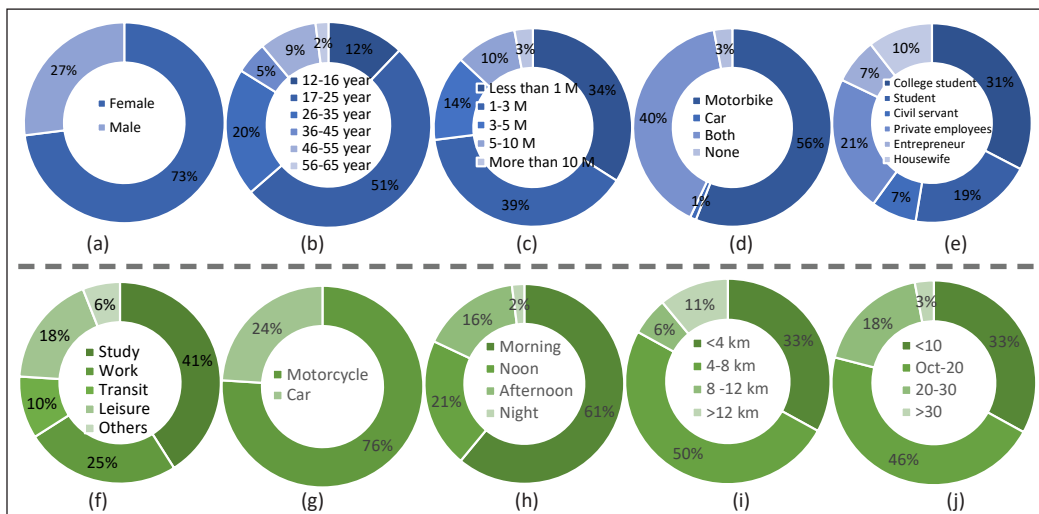 27%
73%
Female
Male
(a)
2%
12%
9%
5%
20%
51%
12-16 year
17-25 year
26-35 year
36-45 year
46-55 year
56-65 year
(b)
3%
10%
34%
14%
39%
Less than 1 M
1-3 M
3-5 M
5-10 M
More than 10 M
(c)
3%
40%
56%
1%
Motorbike
Car
Both
None
(d)
10%
7%
31%
21%
7%
19%
College student
Student
Civil servant
Private employees
Entrepreneur
Housewife
(e)
6%
18%
41%
10%
25%
Study
Work
Transit
Leisure
Others
(f)
24%
76%
Motorcycle
Car
(g)
2%
16%
21%
61%
Morning
Noon
Afternoon
Night
(h)
11%
6%
33%
50%
<4 km
4-8 km
8 -12 km
>12 km
(i)
3%
18%
33%
46%
<10
Oct-20
20-30
>30
(j)